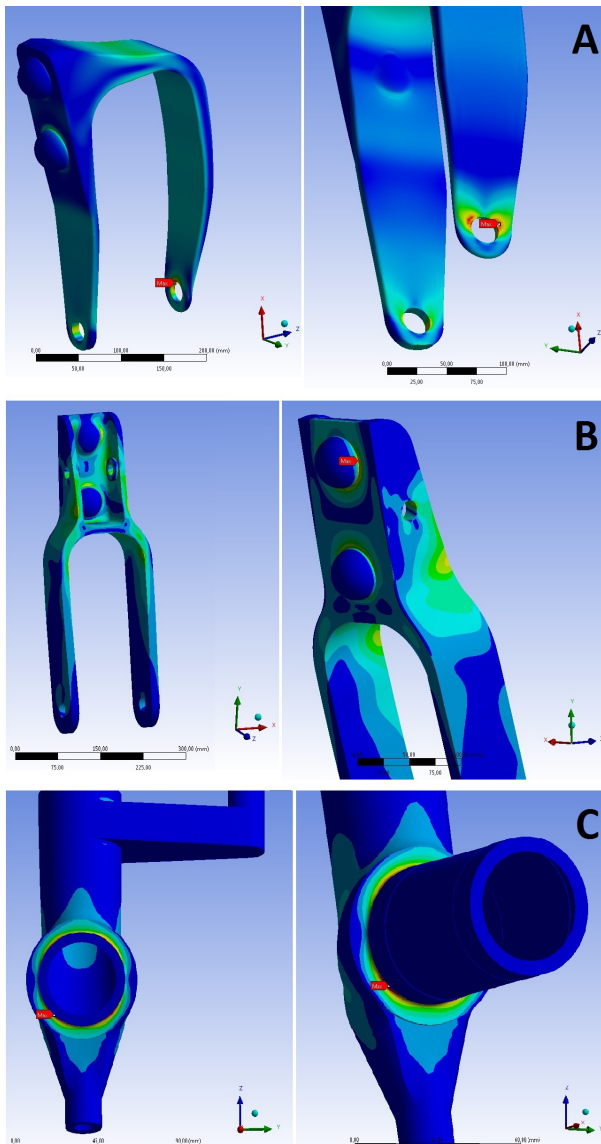 A
Max
Max
X
Z
Y
0,00 100,00 200,00 (mm)
50,00 150,00
X
Y
Z
0,00 50,00 100,00 (mm)
25,00 75,00
B
Max
Y
X
Z
0,00 150,00 300,00 (mm)
75,00 225,00
Y
X
Z
75,00
C
Max
Max
Z
Y
0,00 45,00 90,00 (mm)
Z
X
Y
0,00 60,00 (mm)